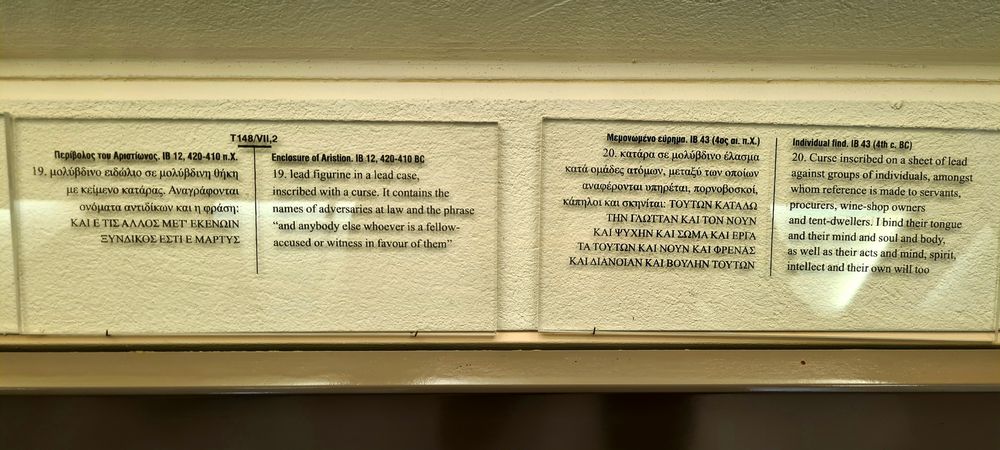 T148/VII,2
Περίβολος του Αριστίωνος. IB 12, 420-410 π.Χ.
19. μολύβδινο ειδώλιο σε μολύβδινη θήκη
με κείμενο κατάρας. Αναγράφονται
ονόματα αντιδίκων και η φράση:
ΚΑΙ Ε ΤΙΣ ΑΛΛΟΣ ΜΕΤ' ΕΚΕΝΩΙΝ
ΞΥΝΔΙΚΟΣ ΕΣΤΙ Ε ΜΑΡΤΥΣ
Enclosure of Aristion. IB 12, 420-410 BC
19. lead figurine in a lead case,
inscribed with a curse. It contains the
names of adversaries at law and the phrase
“and anybody else whoever is a fellow-
accused or witness in favour of them”
Μεμονωμένο εύρημα. IB 43 (4ος αι. π.Χ.)
20. κατάρα σε μολύβδινο έλασμα
κατά ομάδες ατόμων, μεταξύ των οποίων
αναφέρονται υπηρέται, πορνοβοσκοί,
κάπηλοι και σκηνίται: ΤΟΥΤΩΝ ΚΑΤΑΔΩ
ΤΗΝ ΓΛΩΤΤΑΝ ΚΑΙ ΤΟΝ ΝΟΥΝ
ΚΑΙ ΨΥΧΗΝ ΚΑΙ ΣΩΜΑ ΚΑΙ ΕΡΓΑ
ΤΑ ΤΟΥΤΩΝ ΚΑΙ ΝΟΥΝ ΚΑΙ ΦΡΕΝΑΣ
ΚΑΙ ΔΙΑΝΟΙΑΝ ΚΑΙ ΒΟΥΛΗΝ ΤΟΥΤΩΝ
Individual find. IB 43 (4th c. BC)
20. Curse inscribed on a sheet of lead
against groups of individuals, amongst
whom reference is made to servants,
procurers, wine-shop owners
and tent-dwellers. I bind their tongue
and their mind and soul and body,
as well as their acts and mind, spirit,
intellect and their own will too